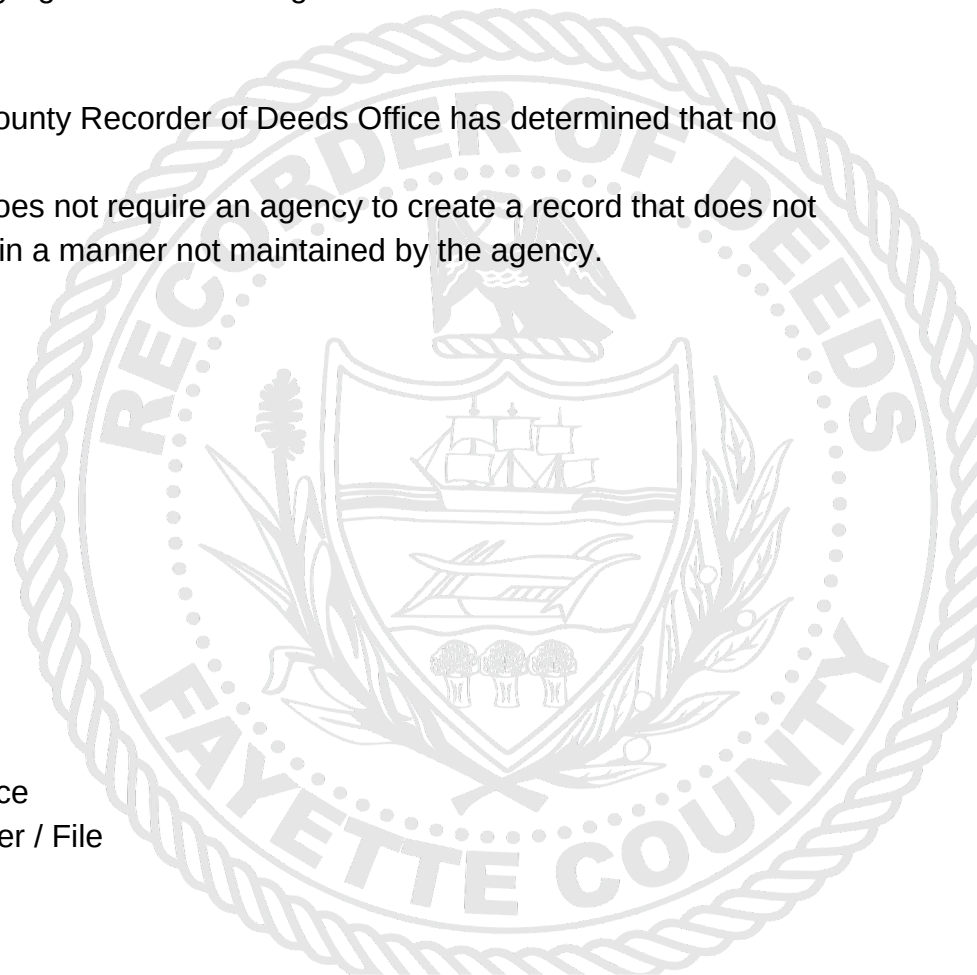 ounty Recorder of Deeds Office has determined that no
oes not require an agency to create a record that does not
in a manner not maintained by the agency.
ce
er / File
RECORDER OF DEEDS
FAYETTE COUNTY